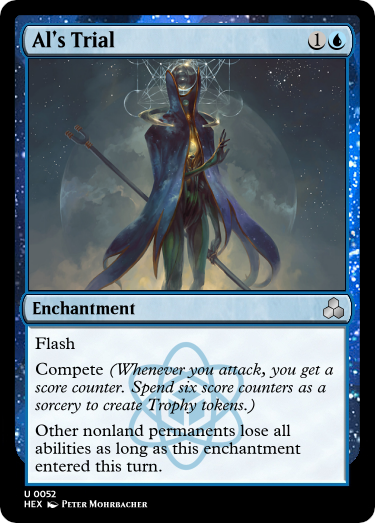 Al's Trial 1
Enchantment
Flash
Compete (Whenever you attack, you get a
score counter. Spend six score counters as a
sorcery to create Trophy tokens.)
Other nonland permanents lose all
abilities as long as this enchantment
entered this turn.
U 0052
HEX Peter Mohrbacher